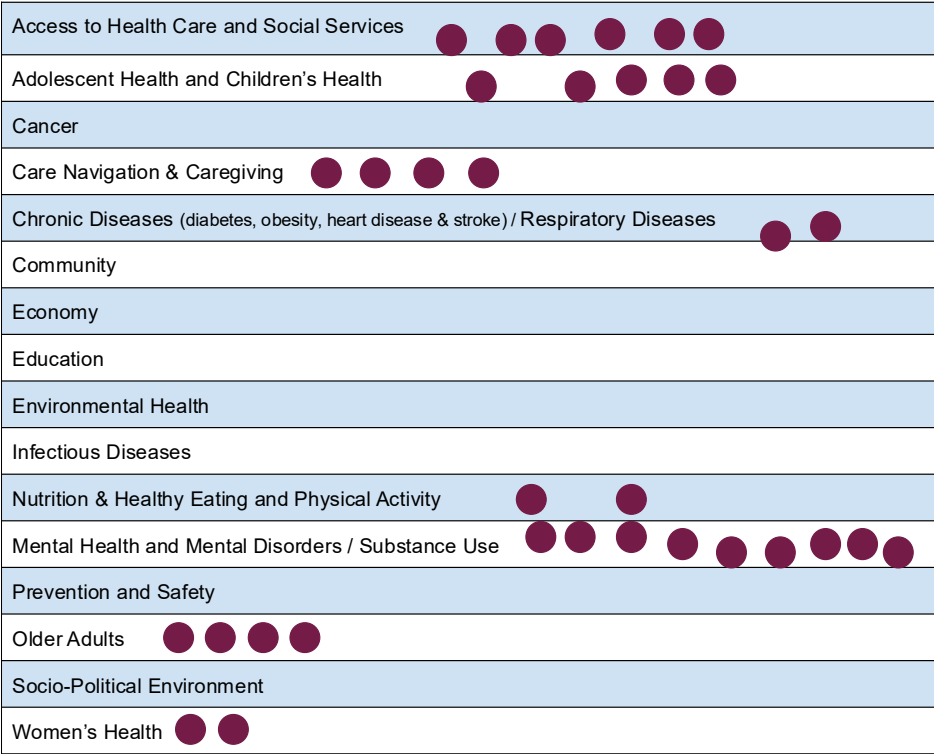 Access to Health Care and Social Services
Adolescent Health and Children’s Health
Cancer
Care Navigation & Caregiving
Chronic Diseases (diabetes, obesity, heart disease & stroke) / Respiratory Diseases
Community
Economy
Education
Environmental Health
Infectious Diseases
Nutrition & Healthy Eating and Physical Activity
Mental Health and Mental Disorders / Substance Use
Prevention and Safety
Older Adults
Socio-Political Environment
Women’s Health